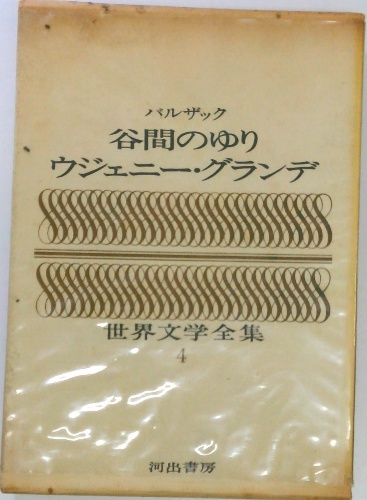 バルザック
谷間のゆり
ウジェニー・グランデ
世界文学全集
4
河出書房